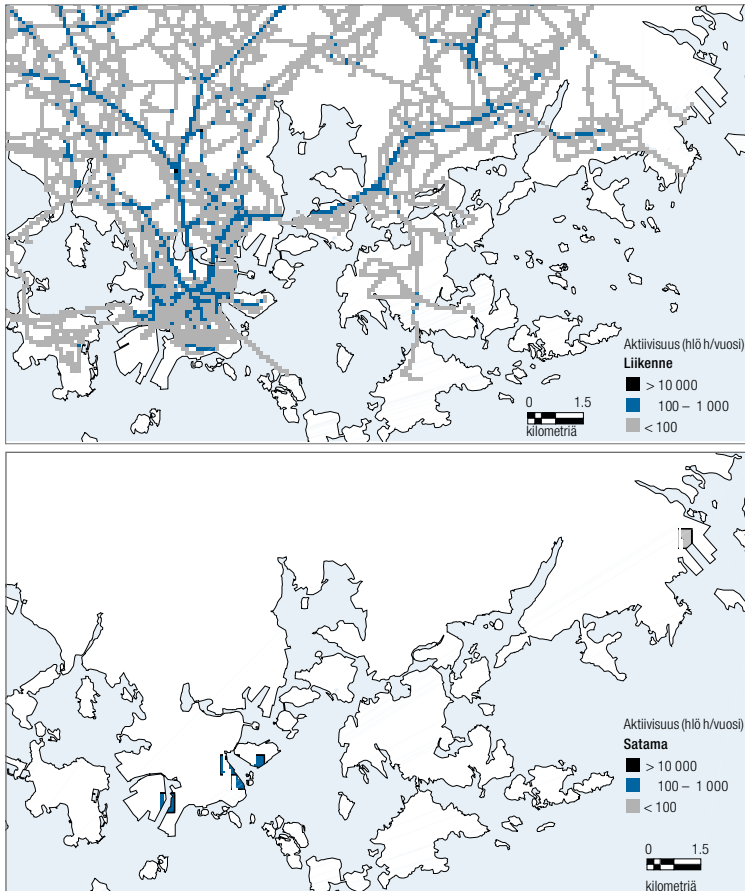 Aktiivisuus (hlö h/vuosi)
Liikenne
> 10 000
100 – 1 000
< 100
0 1.5
kilometriä
Aktiivisuus (hlö h/vuosi)
Satama
> 10 000
100 – 1 000
< 100
0 1.5
kilometriä